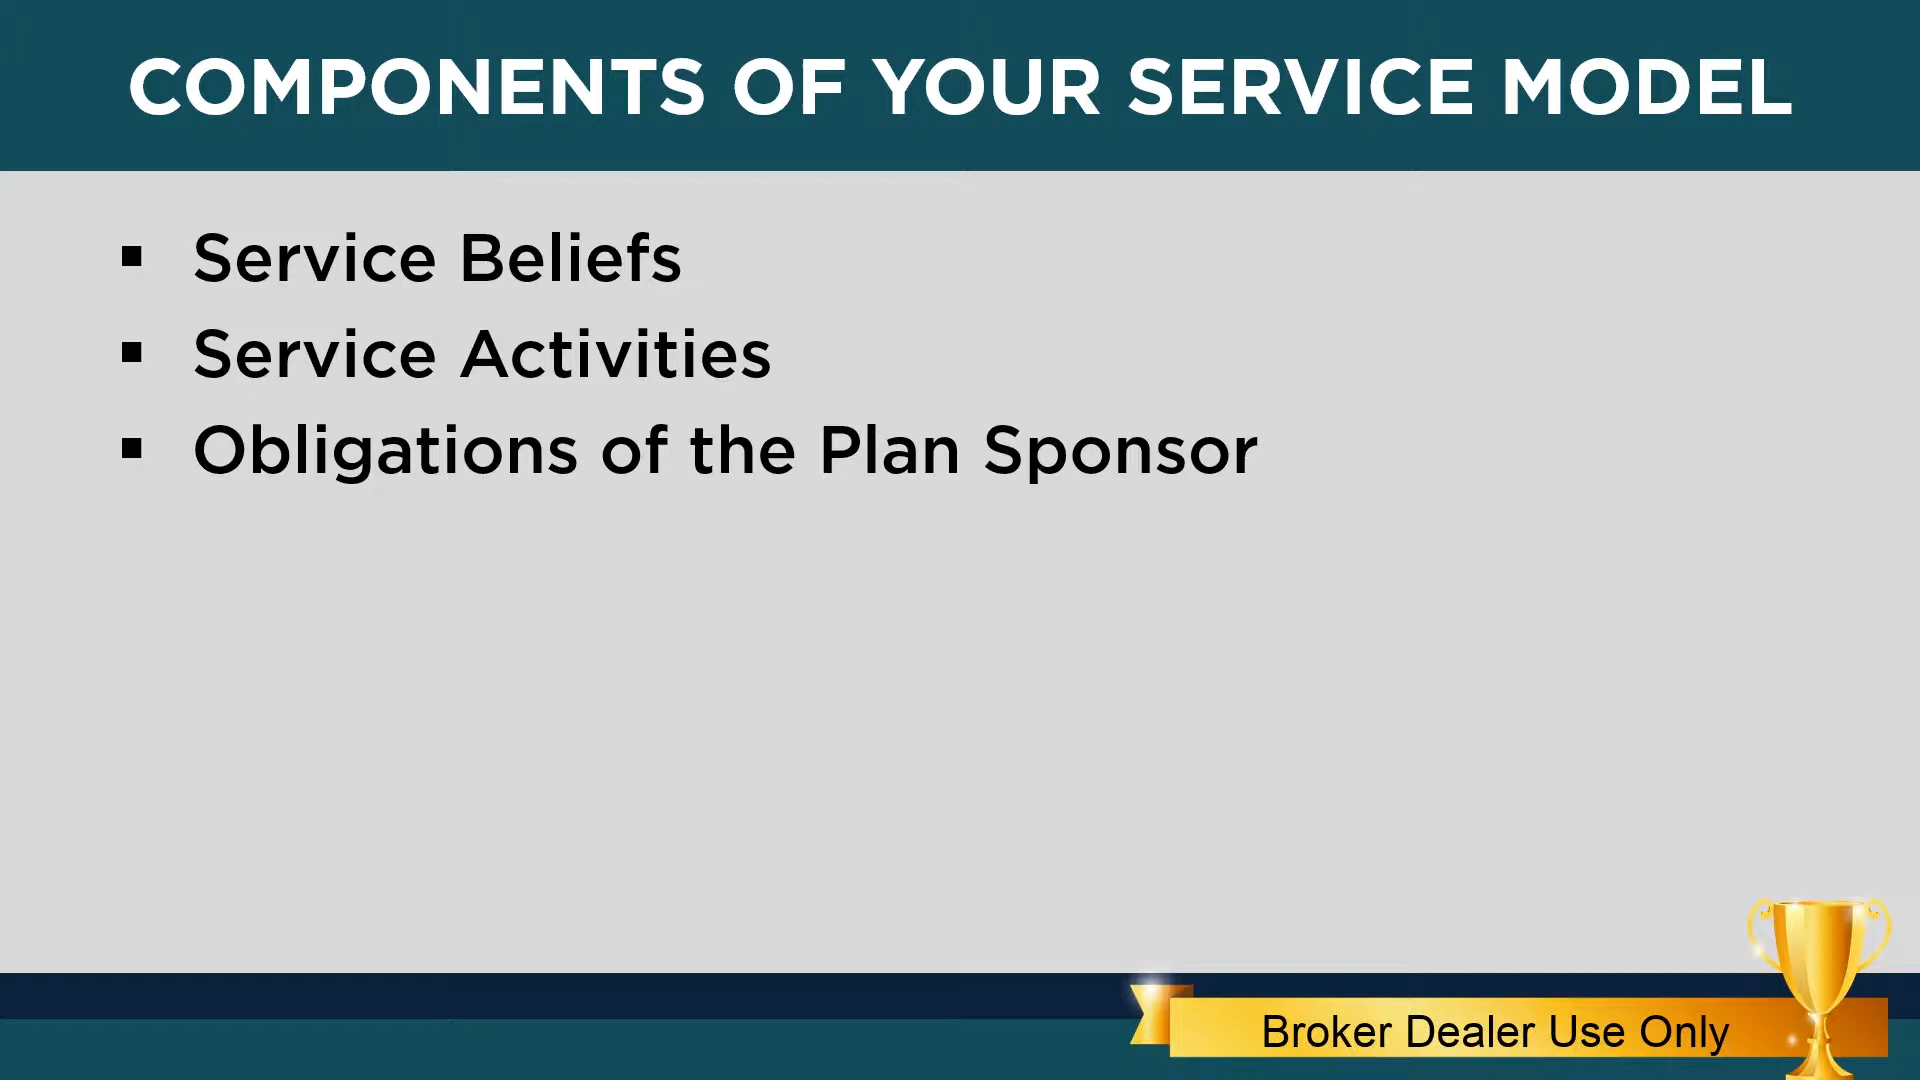 COMPONENTS OF YOUR SERVICE MODEL
▪ Service Beliefs
▪ Service Activities
▪ Obligations of the Plan Sponsor
Broker Dealer Use Only